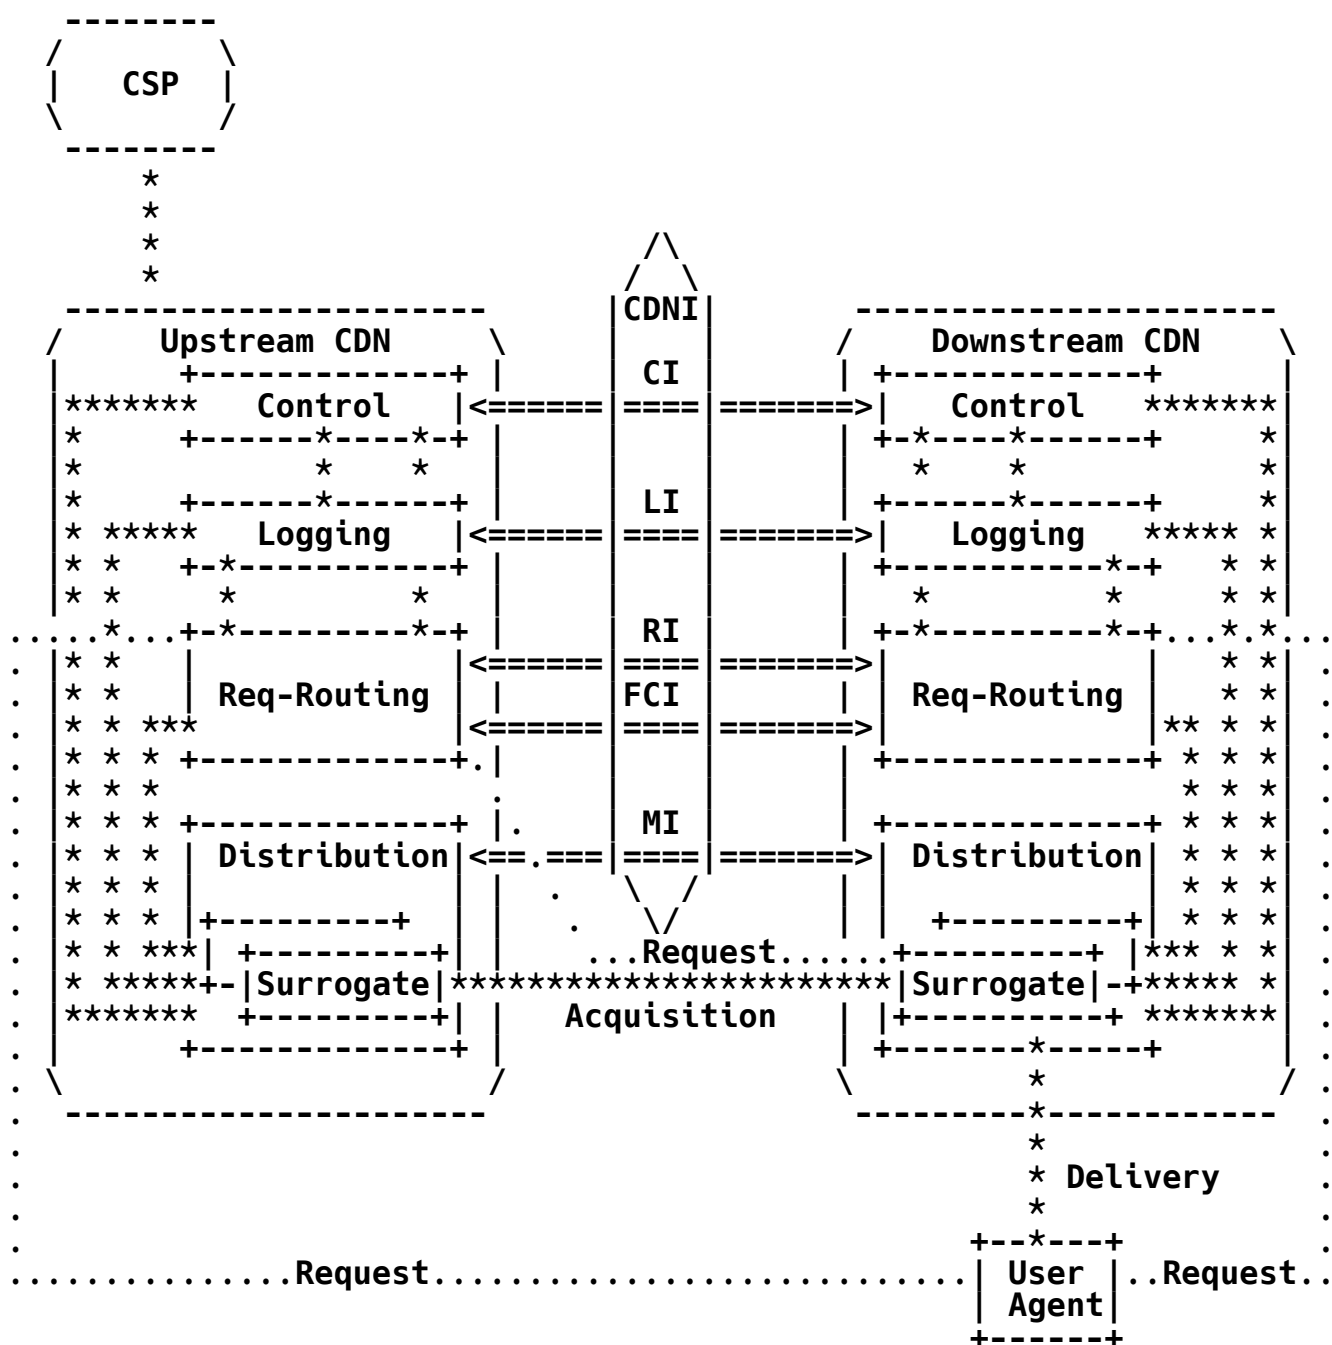 CSP
CDNI
Upstream CDN Downstream CDN
CI
Control Control
LI
Logging Logging
RI
Req-Routing FCI Req-Routing
MI
Distribution Distribution
Request
Surrogate Surrogate
Acquisition
Delivery
Request User Request
Agent